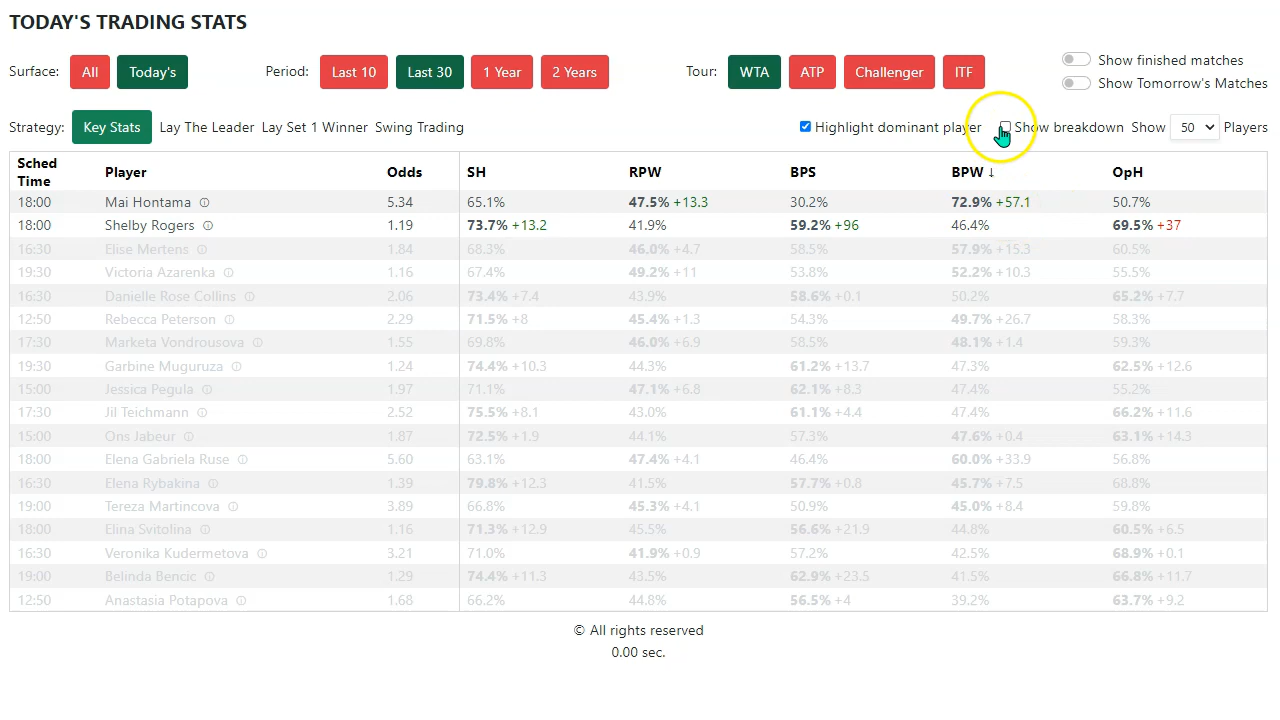 TODAY'S TRADING STATS
Surface: All Today's Period: Last 10 Last 30 1 Year 2 Years Tour: WTA ATP Challenger ITF Show finished matches
Show Tomorrow's Matches
Strategy: Key Stats Lay The Leader Lay Set 1 Winner Swing Trading Highlight dominant player Show breakdown Show 50 Players
Sched Time Player Odds SH RPW BPS BPW ↓ OpH
18:00 Mai Hontama 5.34 65.1% 47.5% +13.3 30.2% 72.9% +57.1 50.7%
18:00 Shelby Rogers 1.19 73.7% +13.2 41.9% 59.2% +96 46.4% 69.5% +37
16:30 Elise Mertens 1.84 68.3% 46.0% +4.7 58.5% 57.9% +15.3 60.5%
19:30 Victoria Azarenka 1.16 67.4% 49.2% +11 53.8% 52.2% +10.3 55.5%
16:30 Danielle Rose Collins 2.06 73.4% +7.4 43.9% 58.6% +0.1 50.2% 65.2% +7.7
12:50 Rebecca Peterson 2.29 71.5% +8 45.4% +1.3 54.3% 49.7% +26.7 58.3%
17:30 Marketa Vondrousova 1.55 69.8% 46.0% +6.9 58.5% 48.1% +1.4 59.3%
19:30 Garbine Muguruza 1.24 74.4% +10.3 44.3% 61.2% +13.7 47.3% 62.5% +12.6
15:00 Jessica Pegula 1.97 71.1% 47.1% +6.8 62.1% +8.3 47.4% 55.2%
17:30 Jil Teichmann 2.52 75.5% +8.1 43.0% 61.1% +4.4 47.4% 66.2% +11.6
15:00 Ons Jabeur 1.87 72.5% +1.9 44.1% 57.3% 47.6% +0.4 63.1% +14.3
18:00 Elena Gabriela Ruse 5.60 63.1% 47.4% +4.1 46.4% 60.0% +33.9 56.8%
16:30 Elena Rybakina 1.39 79.8% +12.3 41.5% 57.7% +0.8 45.7% +7.5 68.8%
19:00 Tereza Martincova 3.89 66.8% 45.3% +4.1 50.9% 45.0% +8.4 59.8%
18:00 Elina Svitolina 1.16 71.3% +12.9 45.5% 56.6% +21.9 44.8% 60.5% +6.5
16:30 Veronika Kudermetova 3.21 71.0% 41.9% +0.9 57.2% 42.5% 68.9% +0.1
19:00 Belinda Bencic 1.29 74.4% +11.3 43.5% 62.9% +23.5 41.5% 66.8% +11.7
12:50 Anastasia Potapova 1.68 66.2% 44.8% 56.5% +4 39.2% 63.7% +9.2
© All rights reserved
0.00 sec.